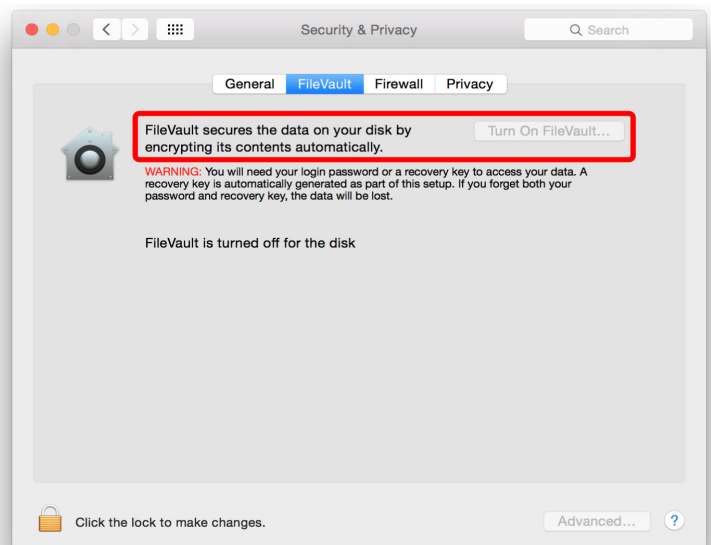 Security & Privacy
Search
General FileVault Firewall Privacy
FileVault secures the data on your disk by
encrypting its contents automatically.
Turn On FileVault...
WARNING: You will need your login password or a recovery key to access your data. A
recovery key is automatically generated as part of this setup. If you forget both your
password and recovery key, the data will be lost.
FileVault is turned off for the disk
Click the lock to make changes.
Advanced...
?